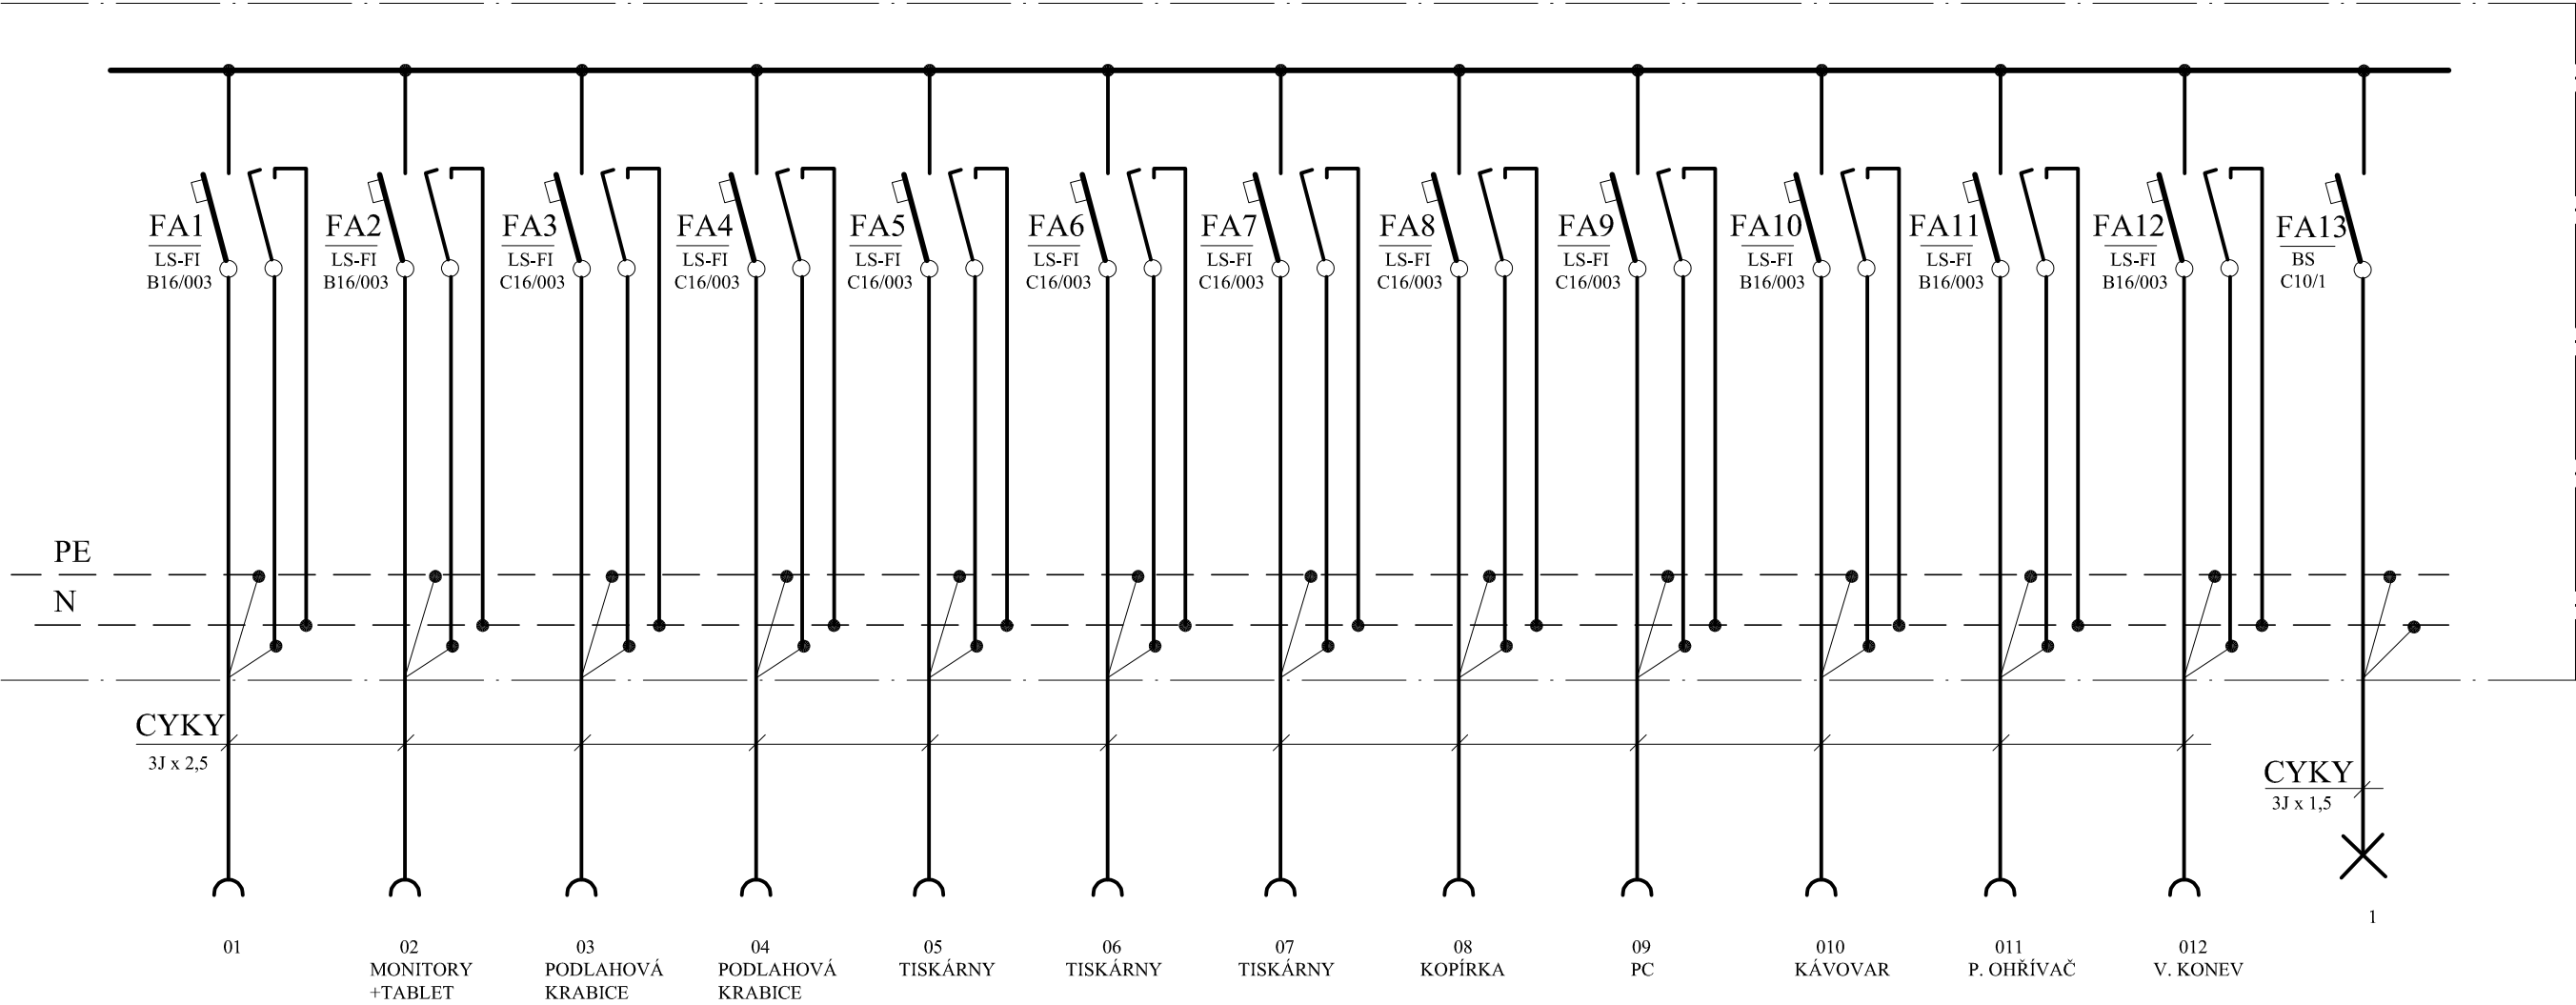 FA1
LS-FI
B16/003
FA2
LS-FI
B16/003
FA3
LS-FI
C16/003
FA4
LS-FI
C16/003
FA5
LS-FI
C16/003
FA6
LS-FI
C16/003
FA7
LS-FI
C16/003
FA8
LS-FI
C16/003
FA9
LS-FI
C16/003
FA10
LS-FI
B16/003
FA11
LS-FI
B16/003
FA12
LS-FI
B16/003
FA13
BS
C10/1
PE
N
CYKY
3J x 2,5
CYKY
3J x 1,5
01
02
MONITORY
+TABLET
03
PODLAHOVÁ
KRABICE
04
PODLAHOVÁ
KRABICE
05
TISKÁRNY
06
TISKÁRNY
07
TISKÁRNY
08
KOPÍRKA
09
PC
010
KÁVOVAR
011
P. OHŘÍVAČ
012
V. KONEV
1